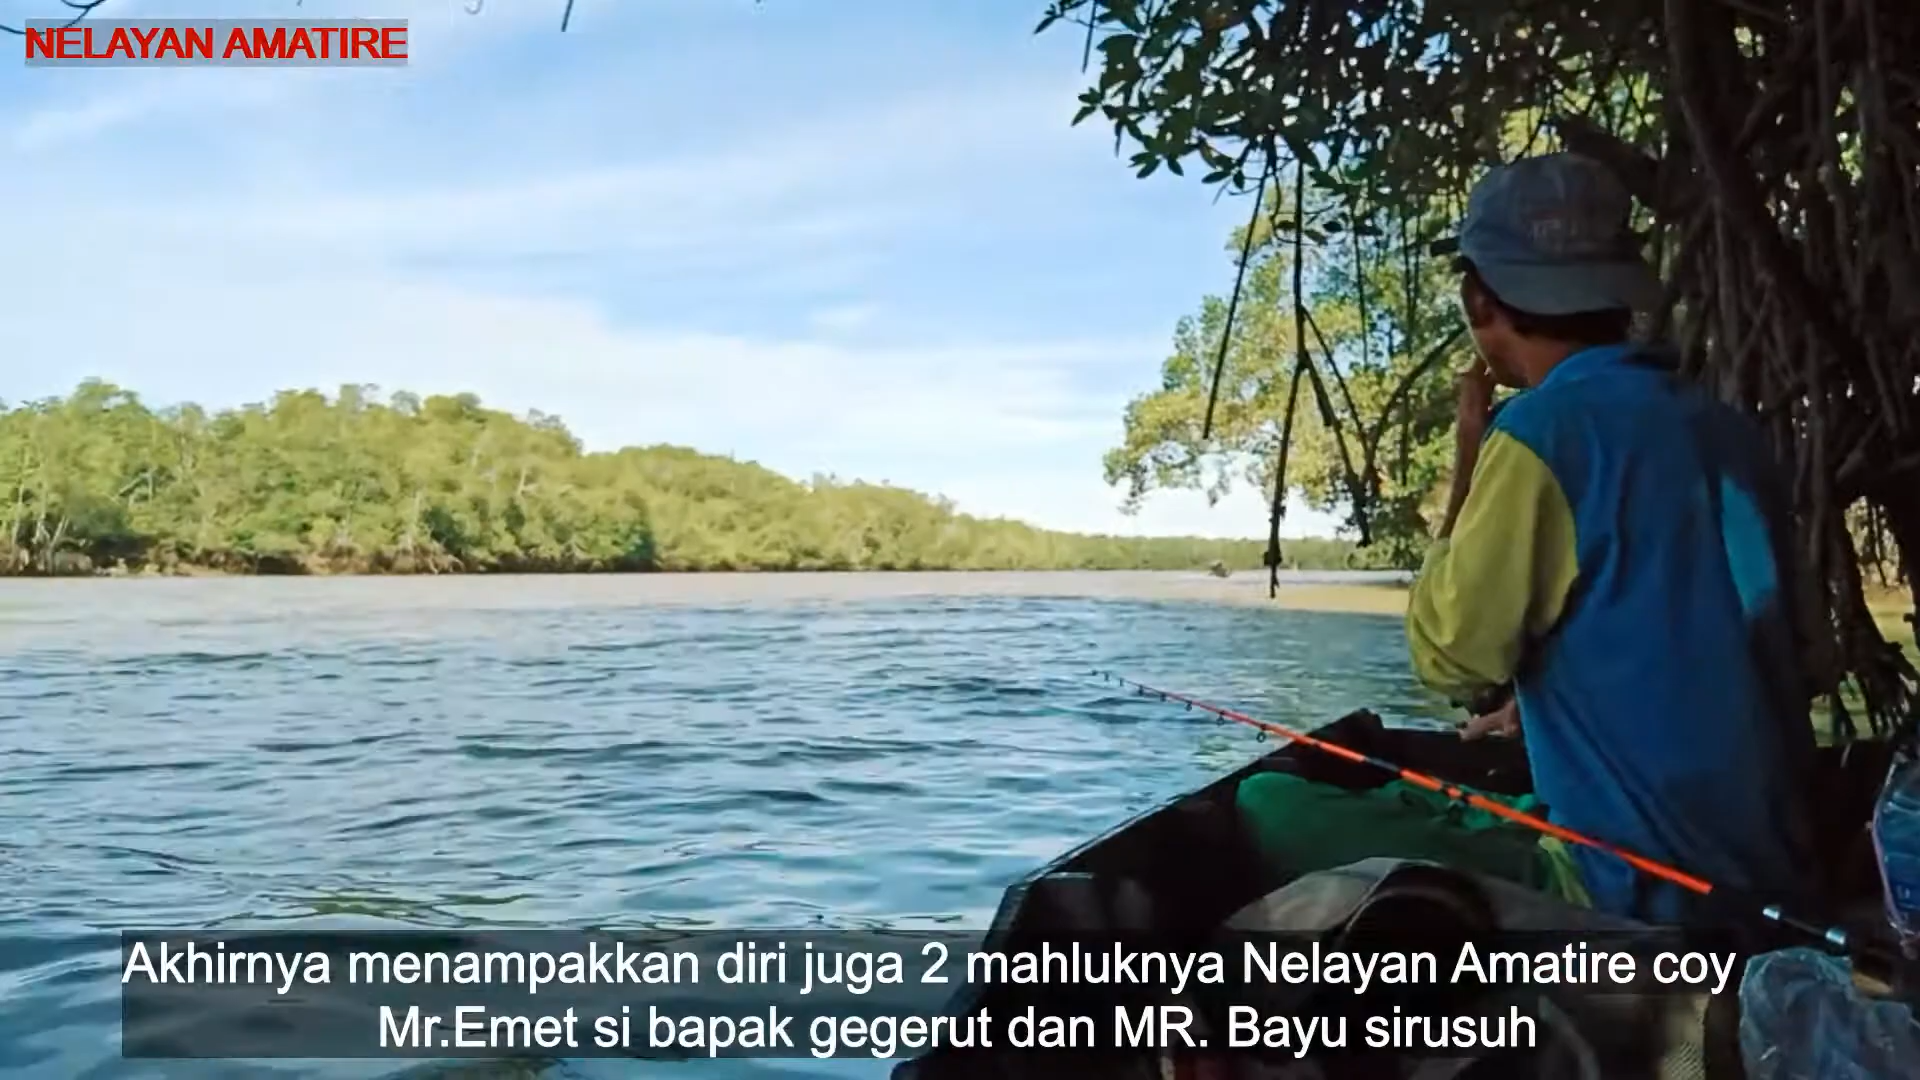 NELAYAN AMATIRE
Akhirnya menampakkan diri juga 2 mahluknya Nelayan Amatire coy
Mr.Emet si bapak gegerut dan MR. Bayu sirusuh